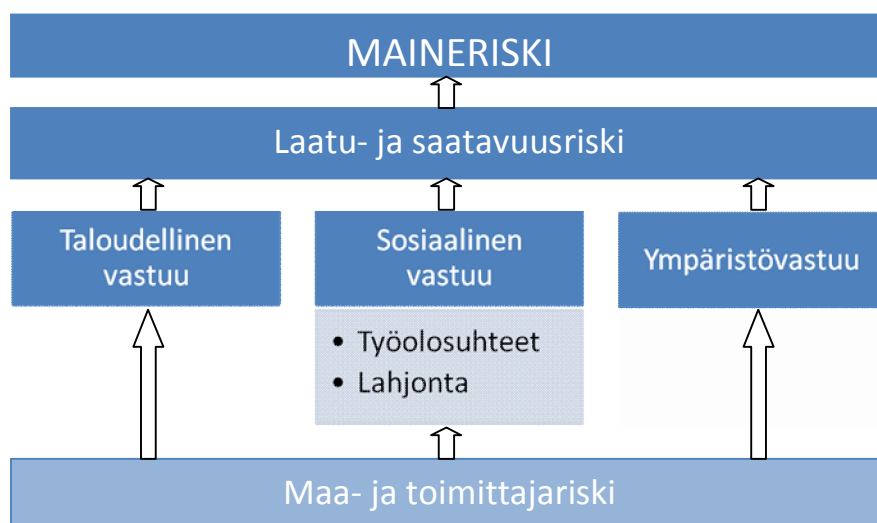 MAINERISKI
Laatu- ja saatavuusriski
Taloudellinen
vastuu
Sosiaalinen
vastuu
• Työolosuhteet
• Lahjonta
Ympäristövastuu
Maa- ja toimittajariski